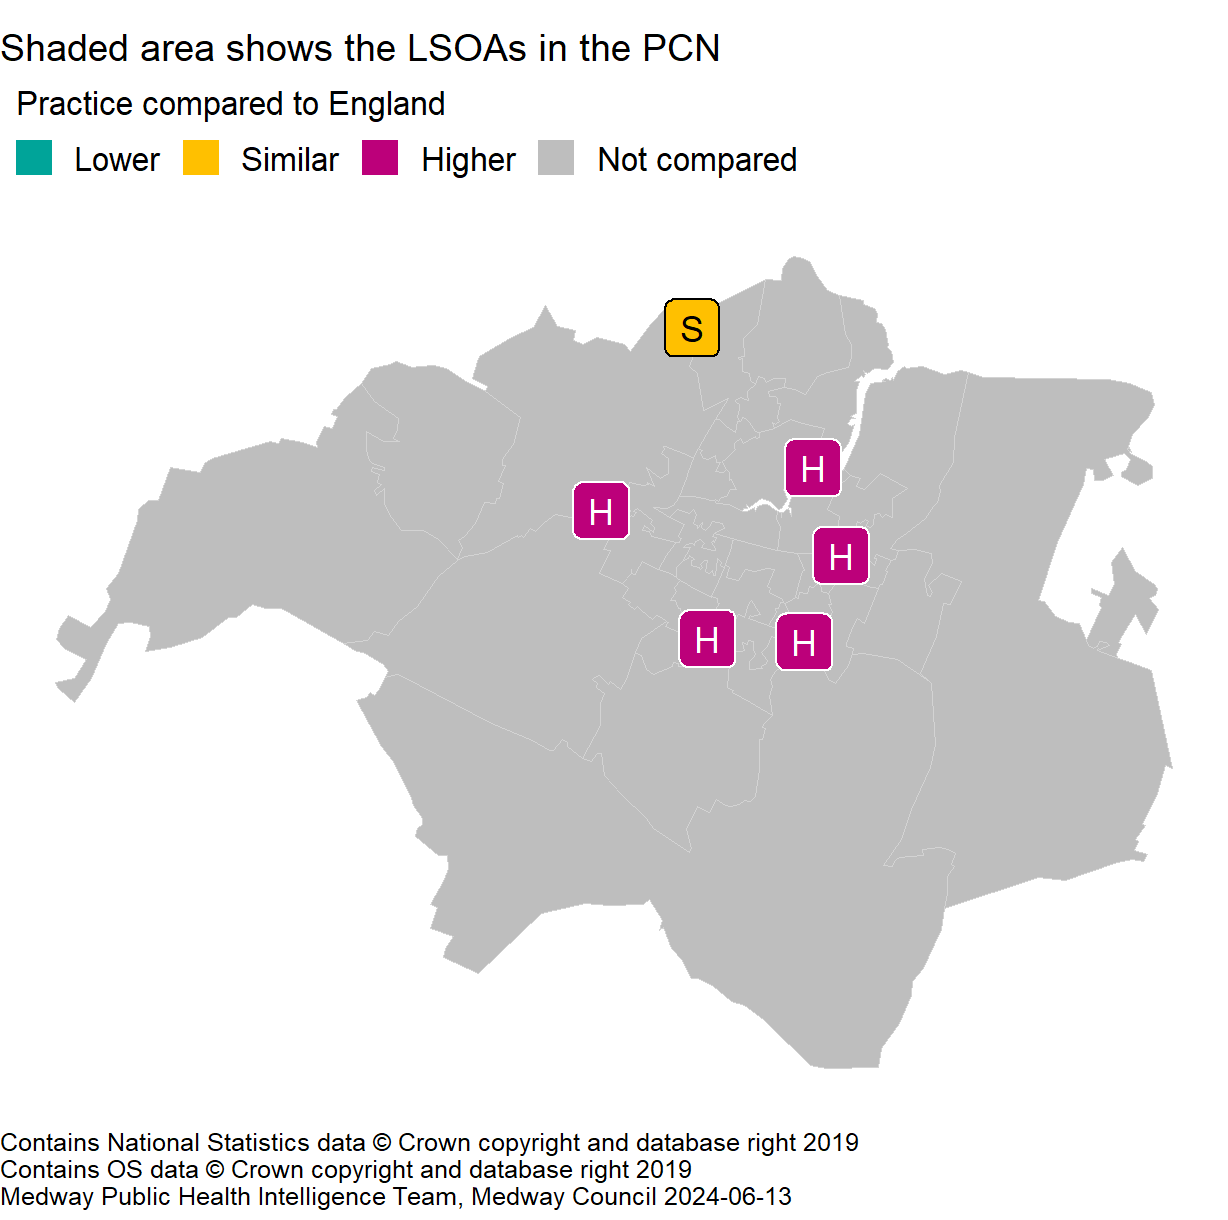 Shaded area shows the LSOAs in the PCN
Practice compared to England
Lower Similar Higher Not compared
S
H
H
H
H
H
Contains National Statistics data © Crown copyright and database right 2019
Contains OS data © Crown copyright and database right 2019
Medway Public Health Intelligence Team, Medway Council 2024-06-13